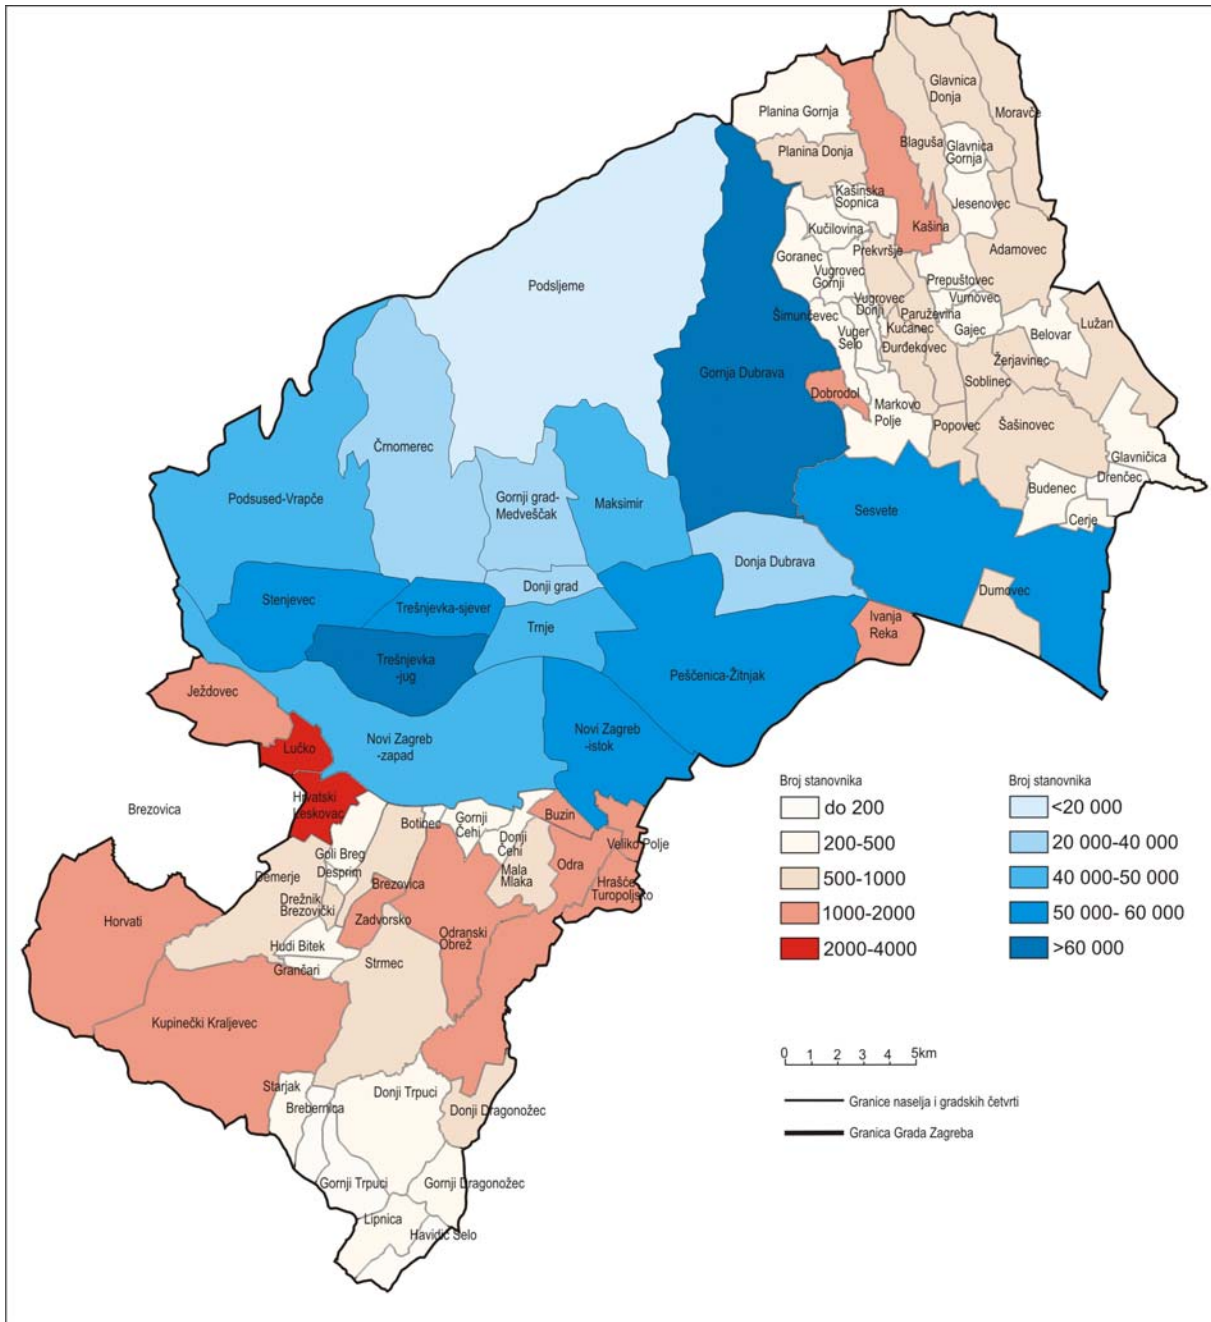 Glavnica
Donja
Moravče
Planina Gornja
Blaguša
Glavnica
Gornja
Planina Donja
Kašinska
Sopnica
Jesenovec
Kašina
Kučilovina
Adamovec
Goranec
Prekvršje
Vugrovec
Gornji
Prepuštovec
Podsljeme
Vugrovec
Donji
Vurnovec
Šimunčevec
Paruževina
Lužan
Vuger
Selo
Kučanec
Gajec
Belovar
Đurđekovec
Žerjavinec
Gornja Dubrava
Soblinec
Dobrodol
Markovo
Polje
Popovec
Šašinovec
Črnomerec
Glavničica
Podsused-Vrapče
Gornji grad-
Medveščak
Maksimir
Drenčec
Budenec
Sesvete
Cerje
Donja Dubrava
Donji grad
Dumovec
Stenjevec
Trešnjevka-sjever
Trnje
Ivanja
Reka
Trešnjevka
-jug
Peščenica-Žitnjak
Ježdovec
Lučko
Novi Zagreb
-zapad
Novi Zagreb
-istok
Brezovica
Hrvatski
Leskovac
Botinec
Gornji
Čehi
Buzin
Donji
Čehi
Veliko Polje
Goli Breg
Desprim
Odra
Demerje
Brezovica
Mala
Mlaka
Hrašće
Turopoljsko
Drežnik
Brezovički
Horvati
Zadvorsko
Odranski
Obrež
Hudi Bitek
Grančari
Strmec
Kupinečki Kraljevec
Starjak
Donji Trpuci
Brebernica
Donji Dragonožec
Gornji Trpuci
Gornji Dragonožec
Lipnica
Havidić Selo
Broj stanovnika
do 200
200-500
500-1000
1000-2000
2000-4000
Broj stanovnika
<20 000
20 000-40 000
40 000-50 000
50 000- 60 000
>60 000
0 1 2 3 4 5km
Granice naselja i gradskih četvrti
Granica Grada Zagreba